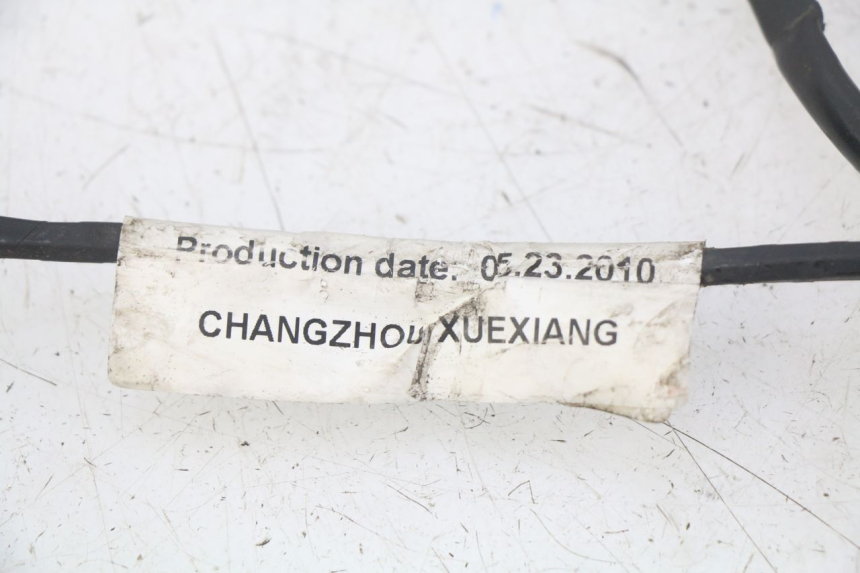 Production date: 05.23.2010
CHANGZHOU XUEXIANG